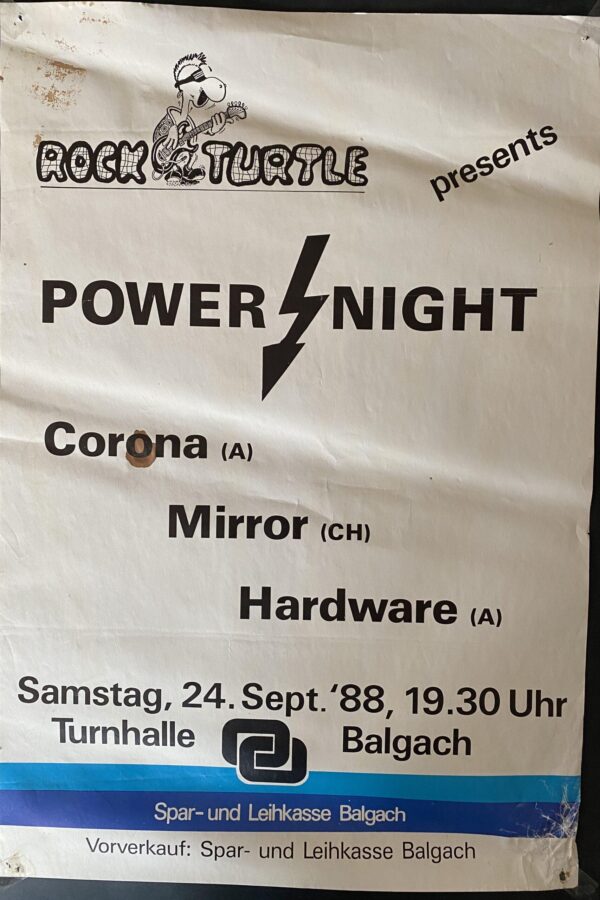 ROCK TURTLE
presents
POWER NIGHT
Corona (A)
Mirror (CH)
Hardware (A)
Samstag, 24. Sept. '88, 19.30 Uhr
Turnhalle Balgach
Spar- und Leihkasse Balgach
Vorverkauf: Spar- und Leihkasse Balgach